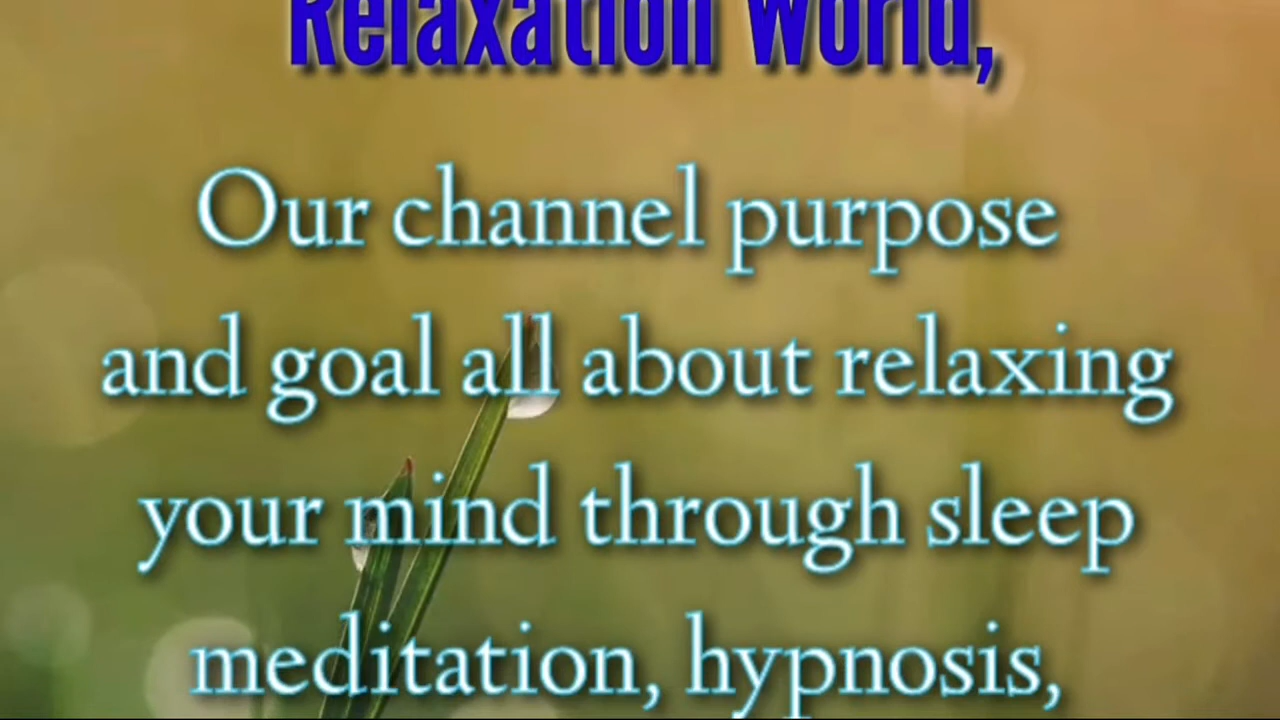 Relaxation World,
Our channel purpose
and goal all about relaxing
your mind through sleep
meditation, hypnosis,